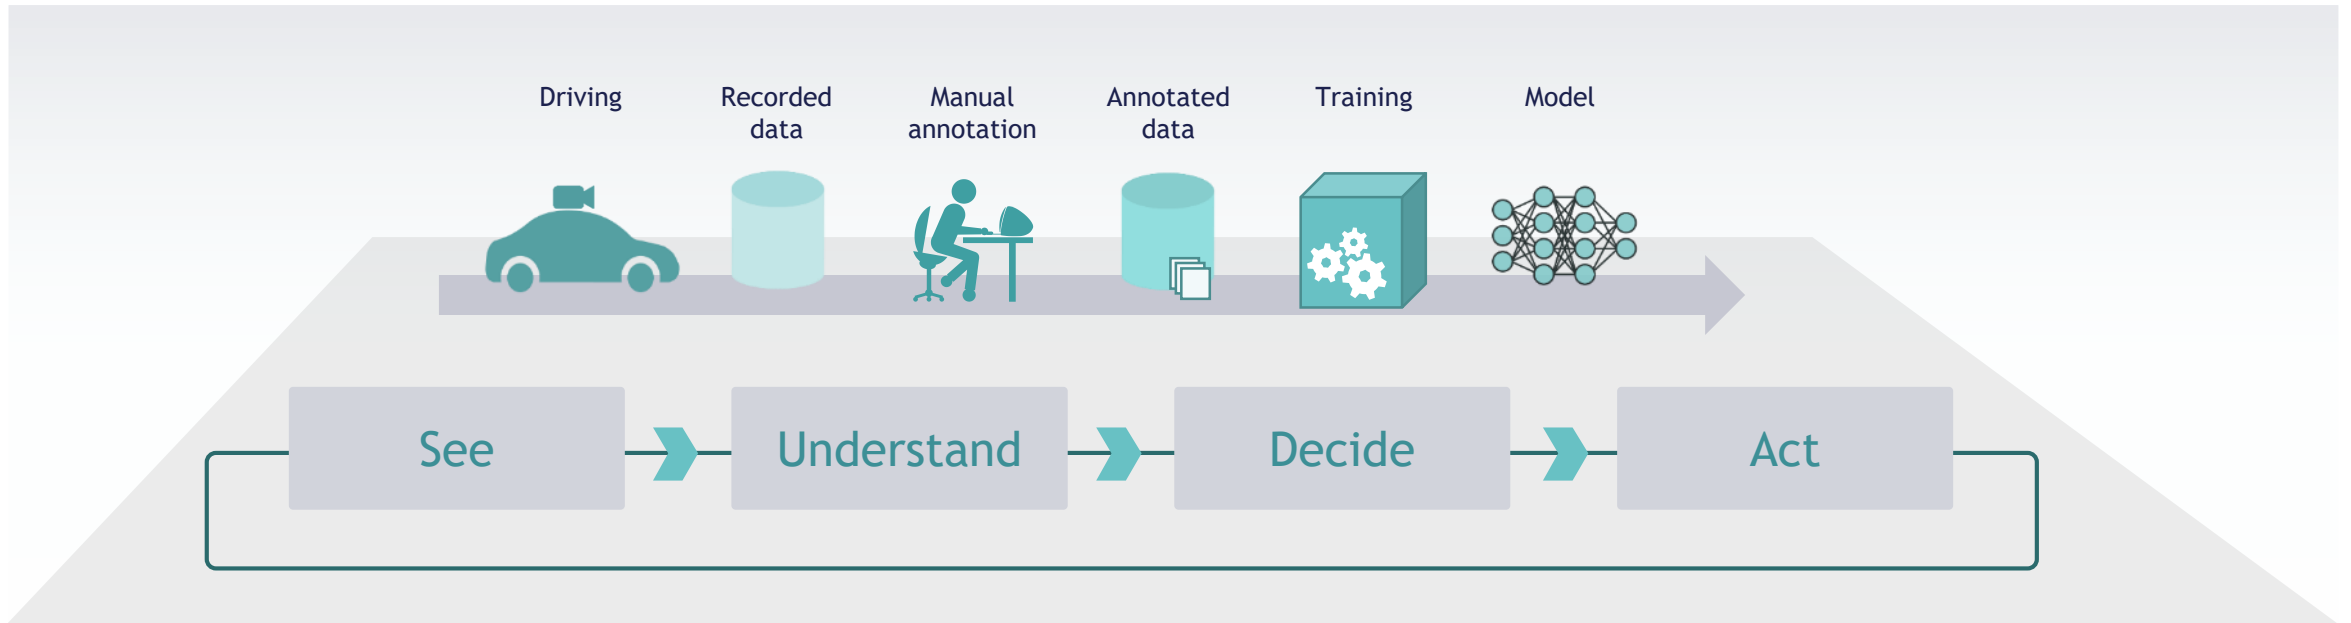 Driving
Recorded
data
Manual
annotation
Annotated
data
Training
Model
See
Understand
Decide
Act